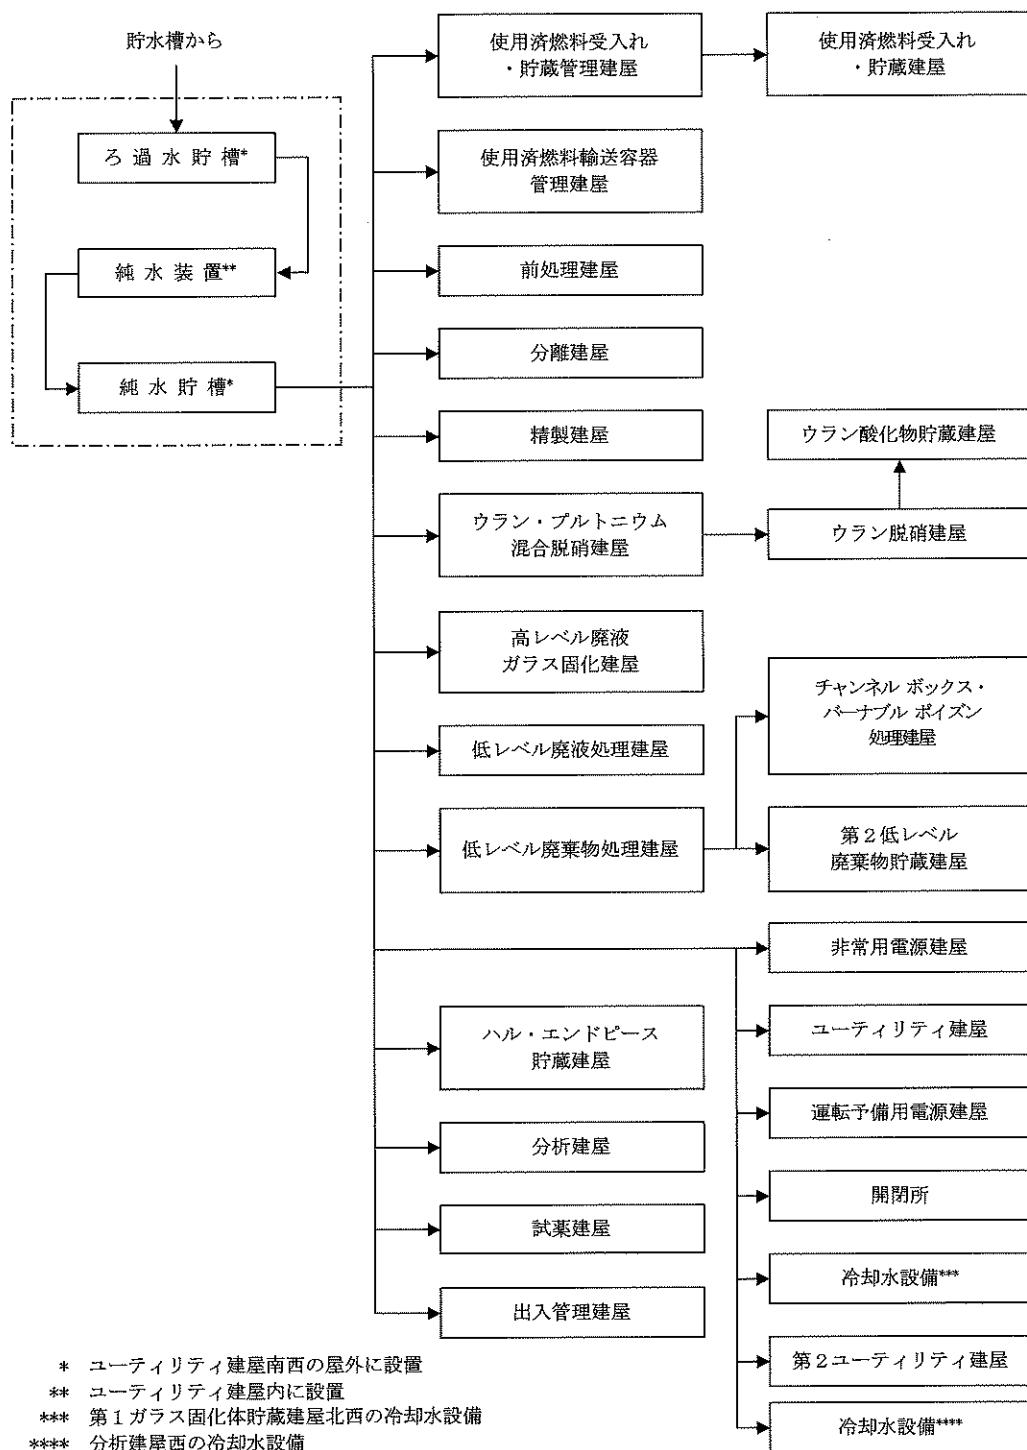 貯水槽から
ろ過水貯槽*
純水装置**
純水貯槽*
使用済燃料受入れ
・貯蔵管理建屋
使用済燃料受入れ
・貯蔵建屋
使用済燃料輸送容器
管理建屋
前処理建屋
分離建屋
精製建屋
ウラン酸化物貯蔵建屋
ウラン・プルトニウム
混合脱硝建屋
ウラン脱硝建屋
高レベル廃液
ガラス固化建屋
チャンネル ボックス・
バーナブル ポイズン
処理建屋
低レベル廃液処理建屋
低レベル廃棄物処理建屋
第2低レベル
廃棄物貯蔵建屋
非常用電源建屋
ユーティリティ建屋
運転予備用電源建屋
開閉所
冷却水設備***
第2ユーティリティ建屋
冷却水設備****
ハル・エンドピース
貯蔵建屋
分析建屋
試薬建屋
出入管理建屋
* ユーティリティ建屋南西の屋外に設置
** ユーティリティ建屋内に設置
*** 第1ガラス固化体貯蔵建屋北西の冷却水設備
**** 分析建屋西の冷却水設備